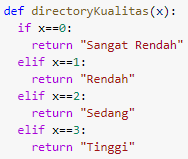 def directoryKualitas(x):
  if x==0:
    return "Sangat Rendah"
  elif x==1:
    return "Rendah"
  elif x==2:
    return "Sedang"
  elif x==3:
    return "Tinggi"